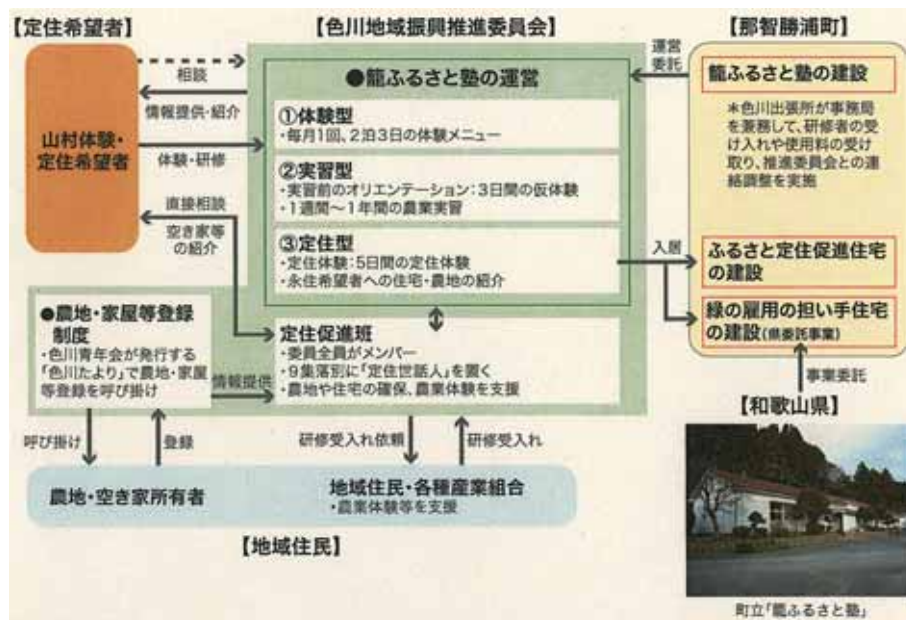 【定住希望者】
【色川地域振興推進委員会】
【那智勝浦町】
山村体験・
定住希望者
相談
情報提供・紹介
体験・研修
直接相談
空き家等
の紹介
●籠ふるさと塾の運営
①体験型
・毎月1回、2泊3日の体験メニュー
②実習型
・実習前のオリエンテーション：3日間の仮体験
・1週間～1年間の農業実習
③定住型
・定住体験：5日間の定住体験
・永住希望者への住宅・農地の紹介
運営
委託
籠ふるさと塾の建設
＊色川出張所が事務局
を兼務して、研修者の受
け入れや使用料の受け
取り、推進委員会との連
絡調整を実施
入居
ふるさと定住促進住宅
の建設
緑の雇用の担い手住宅
の建設(県委託事業)
事業委託
【和歌山県】
●農地・家屋等登録
制度
・色川青年会が発行する
「色川たより」で農地・家屋
等登録を呼び掛け
情報提供
定住促進班
・委員全員がメンバー
・9集落別に「定住世話人」を置く
・農地や住宅の確保、農業体験を支援
呼び掛け
登録
研修受入れ依頼
研修受入れ
農地・空き家所有者
地域住民・各種産業組合
・農業体験等を支援
【地域住民】
町立「籠ふるさと塾」